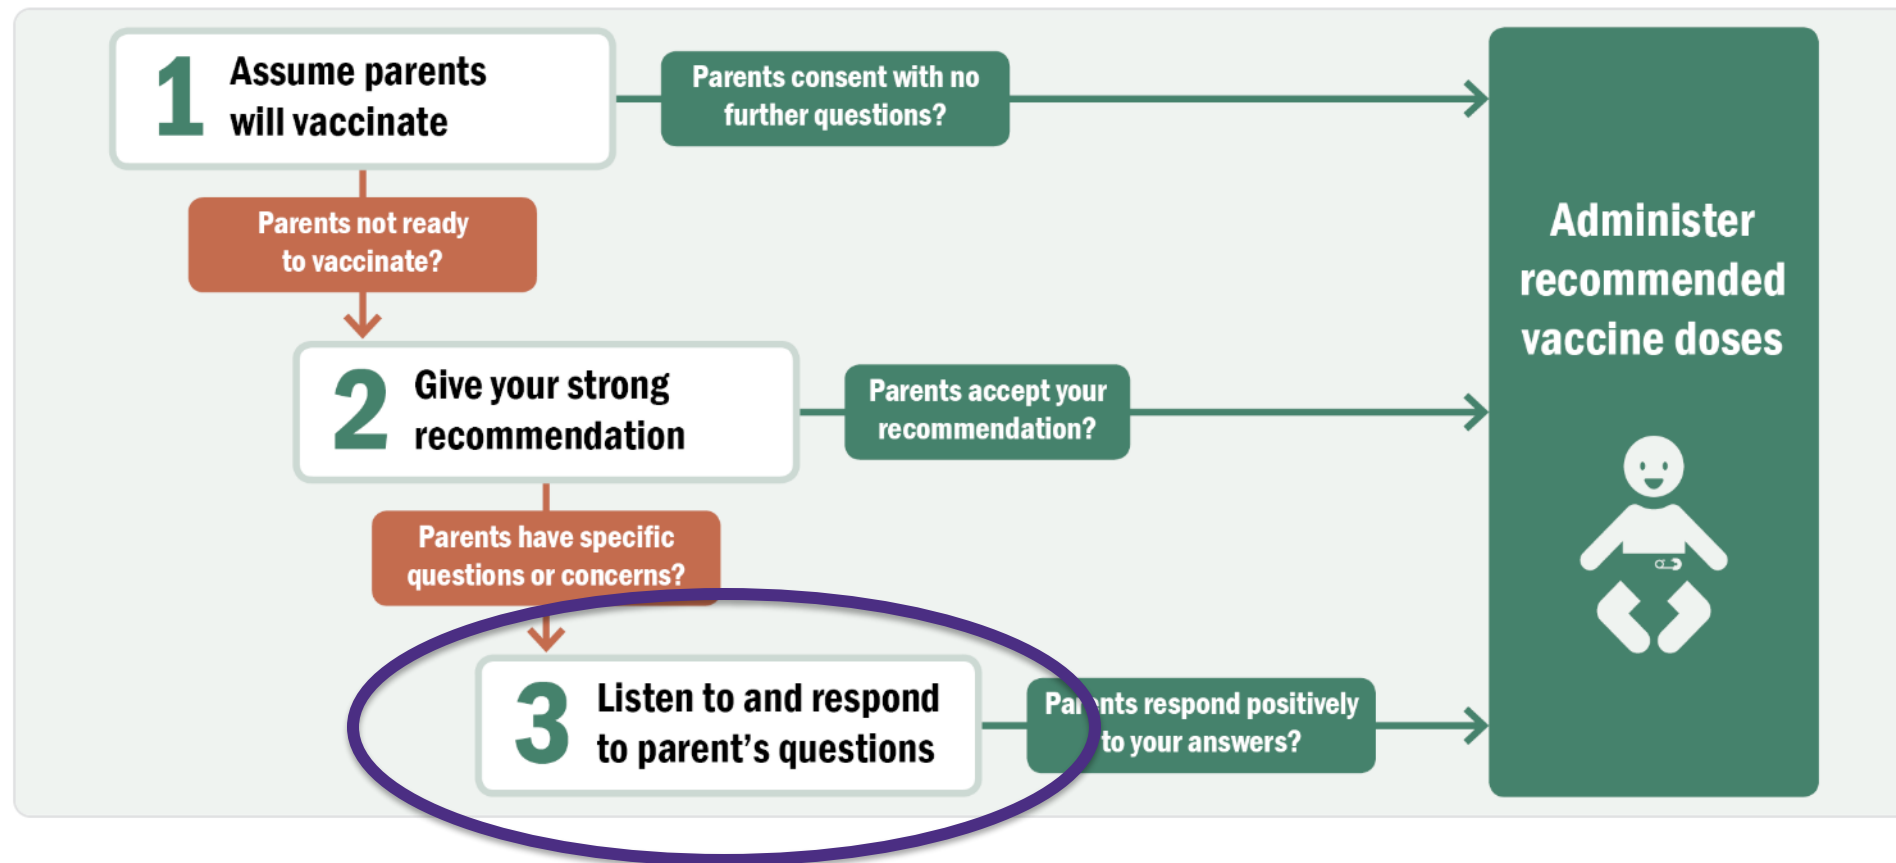 1 Assume parents
will vaccinate
Parents consent with no
further questions?
Parents not ready
to vaccinate?
2 Give your strong
recommendation
Parents accept your
recommendation?
Parents have specific
questions or concerns?
3 Listen to and respond
to parent’s questions
Parents respond positively
to your answers?
Administer
recommended
vaccine doses